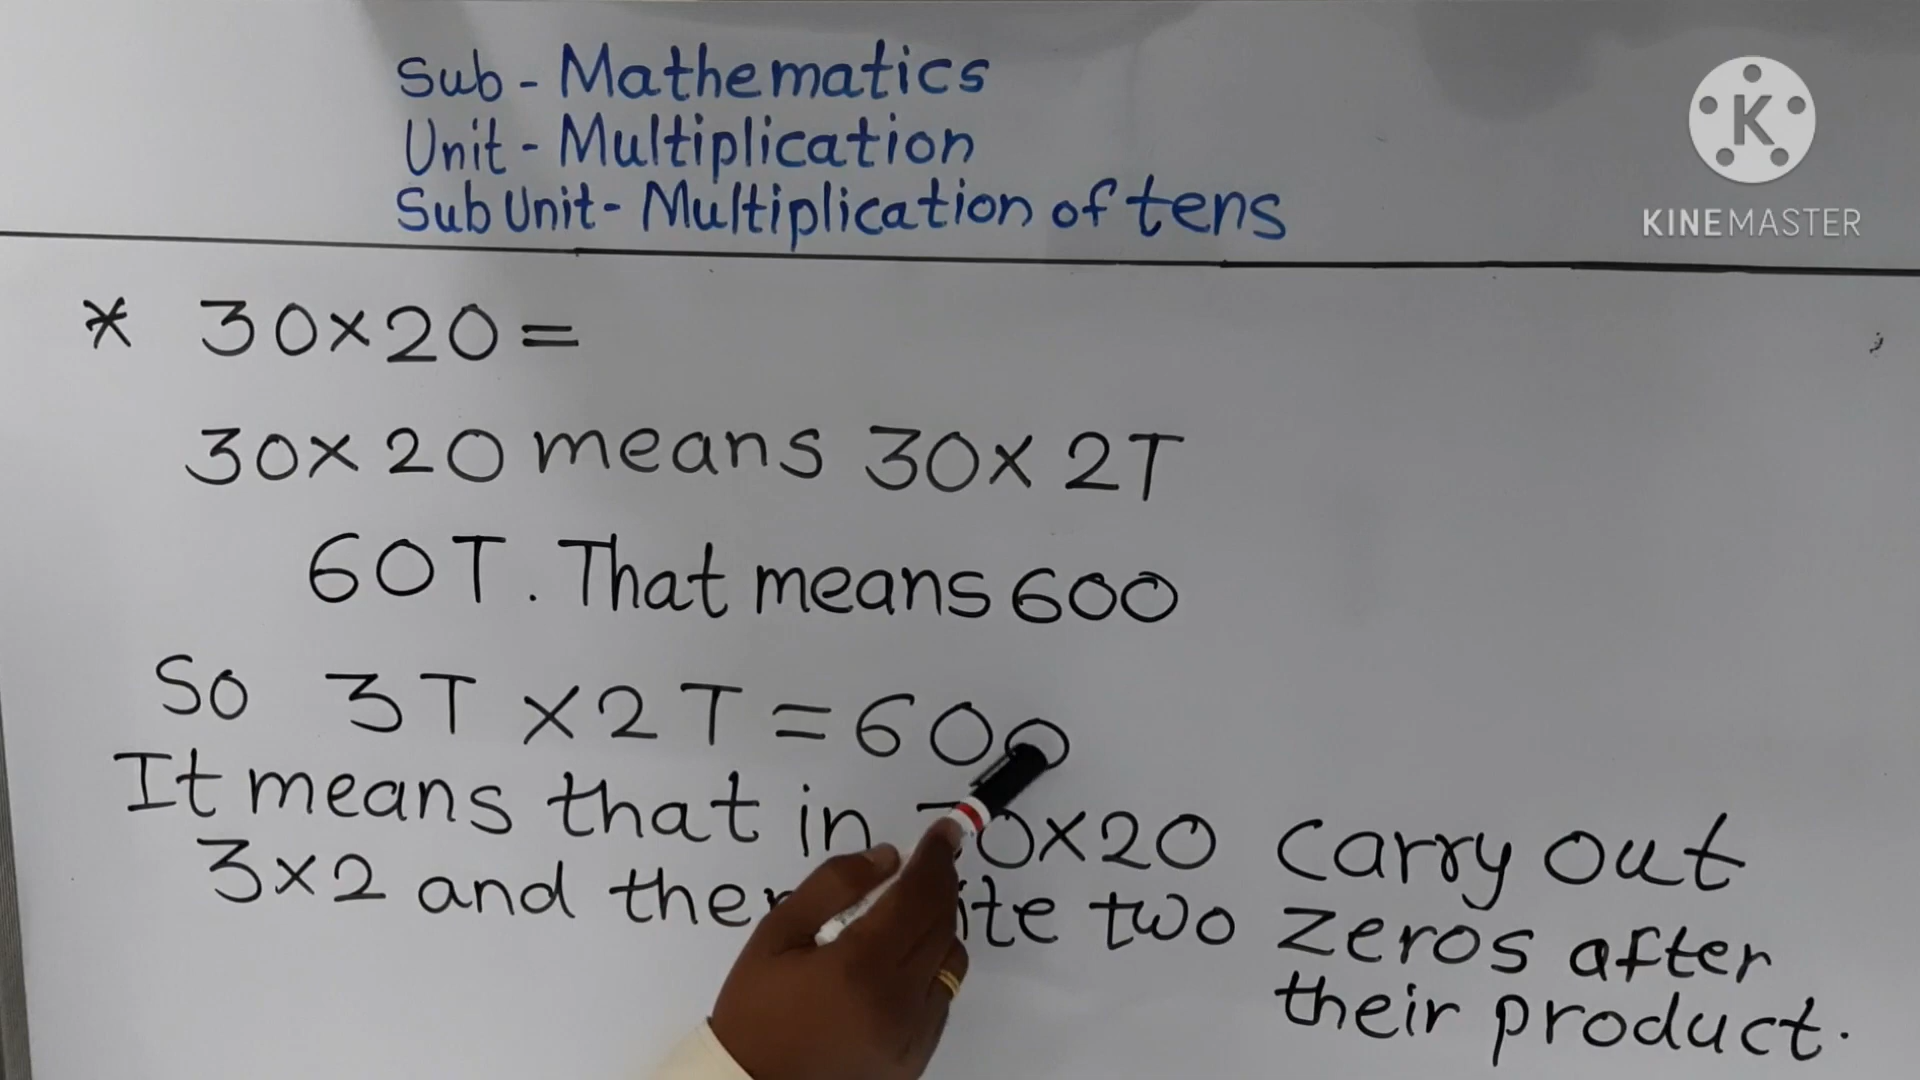 Sub - Mathematics
Unit - Multiplication
Sub Unit - Multiplication of tens
K
KINEMASTER
* 30×20=
30×20 means 30×2T
60T. That means 600
So 3T ×2T =600
It means that in ×20 carry out
3×2 and two zeros after
their product.